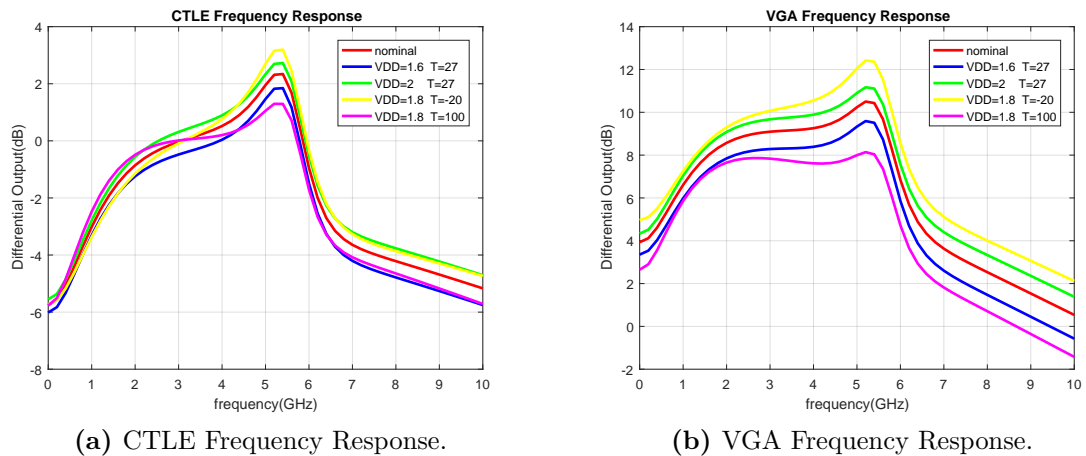 CTLE Frequency Response
4
2
0
-2
-4
-6
-8
Differential Output(dB)
nominal
VDD=1.6 T=27
VDD=2 T=27
VDD=1.8 T=-20
VDD=1.8 T=100
0 1 2 3 4 5 6 7 8 9 10
frequency(GHz)
(a) CTLE Frequency Response.
VGA Frequency Response
14
12
10
8
6
4
2
0
-2
Differential Output(dB)
nominal
VDD=1.6 T=27
VDD=2 T=27
VDD=1.8 T=-20
VDD=1.8 T=100
0 1 2 3 4 5 6 7 8 9 10
frequency(GHz)
(b) VGA Frequency Response.